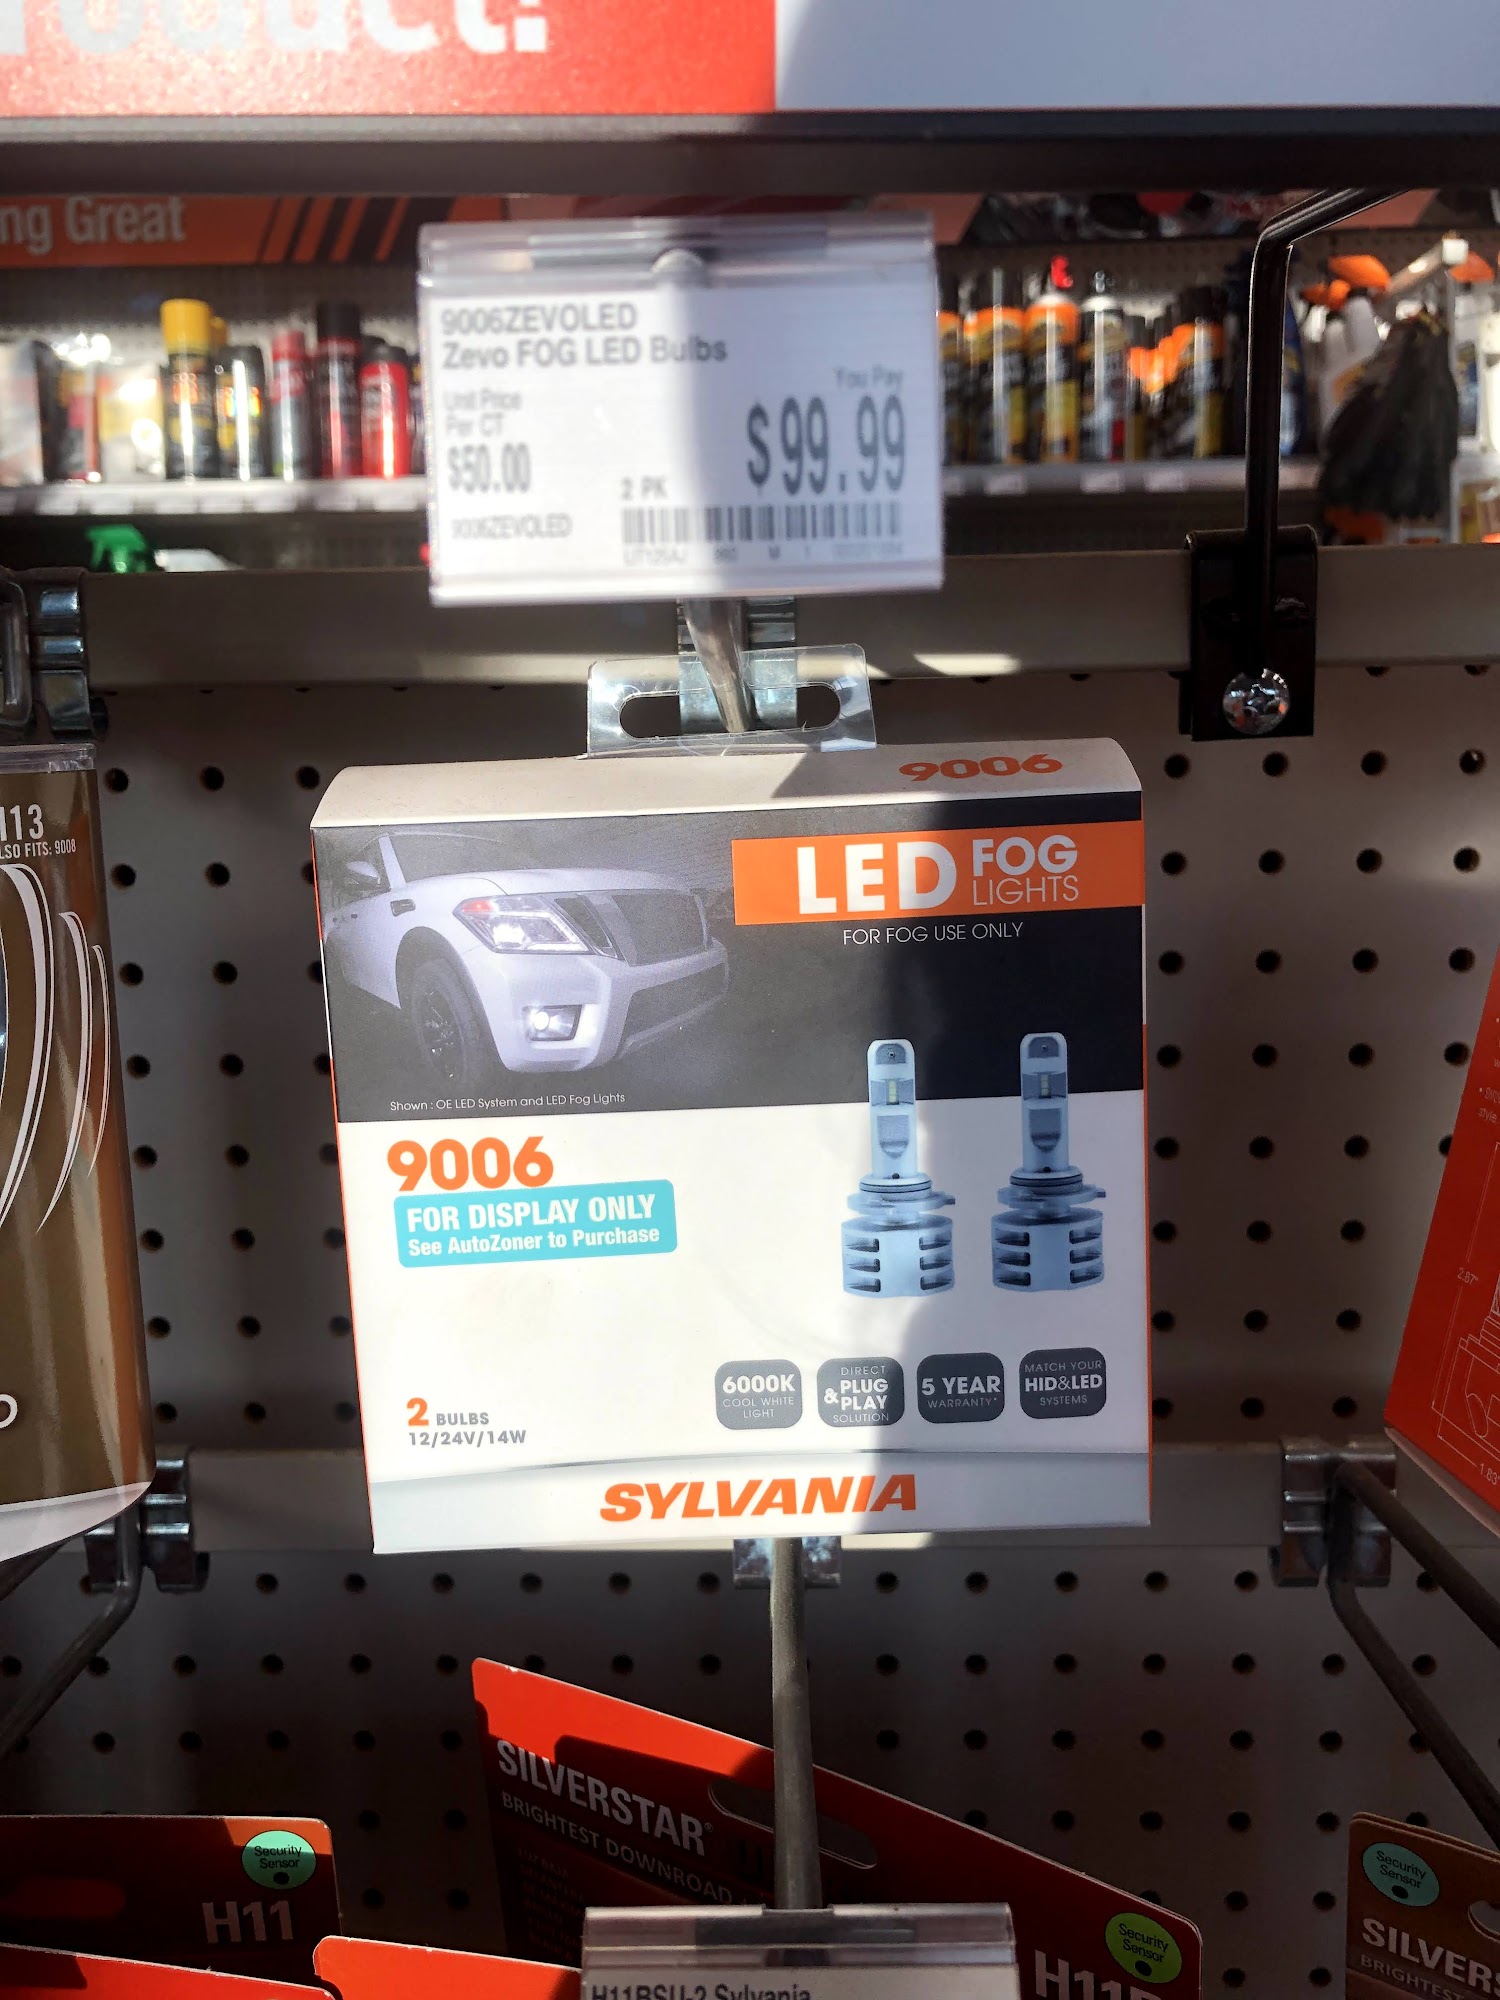 ng Great
9006ZEVOLED
Zevo FOG LED Bulbs
Unit Price
Per CT
$50.00
You Pay
$99.99
2 PK
9006ZEVOLED
9006
LED FOG LIGHTS
FOR FOG USE ONLY
Shown : OE LED System and LED Fog Lights
9006
FOR DISPLAY ONLY
See AutoZoner to Purchase
2 BULBS
12/24V/14W
6000K
COOL WHITE
LIGHT
DIRECT
& PLUG
PLAY
SOLUTION
5 YEAR
WARRANTY*
MATCH YOUR
HID&LED
SYSTEMS
SYLVANIA
LSO FITS: 9008
2.87"
SILVERSTAR®
BRIGHTEST DOWNROAD
Security
Sensor
H11
Security
Sensor
Security
Sensor
SILVERS
BRIGHTEST
H11BSU-2 Sylvania